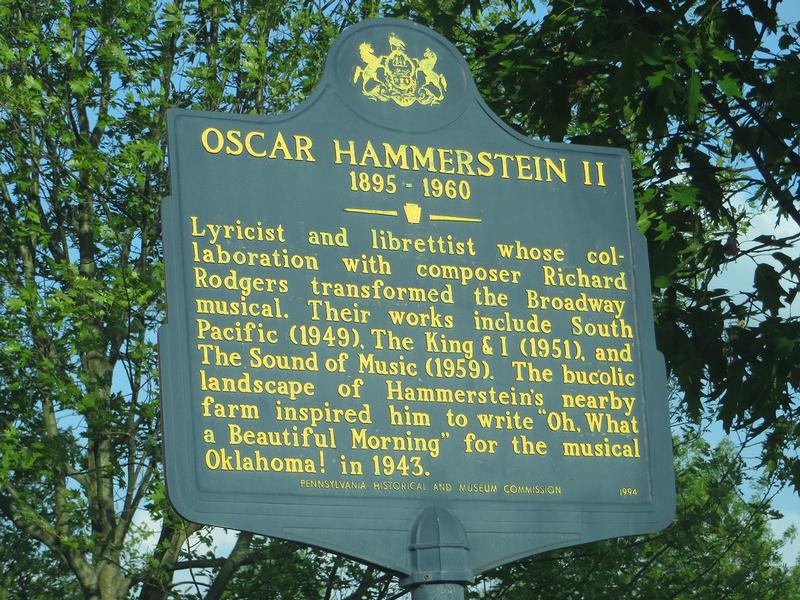 OSCAR HAMMERSTEIN II
1895 - 1960
Lyricist and librettist whose col-
laboration with composer Richard
Rodgers transformed the Broadway
musical. Their works include South
Pacific (1949), The King & I (1951), and
The Sound of Music (1959). The bucolic
landscape of Hammerstein's nearby
farm inspired him to write "Oh, What
a Beautiful Morning" for the musical
Oklahoma! in 1943.
PENNSYLVANIA HISTORICAL AND MUSEUM COMMISSION 1994